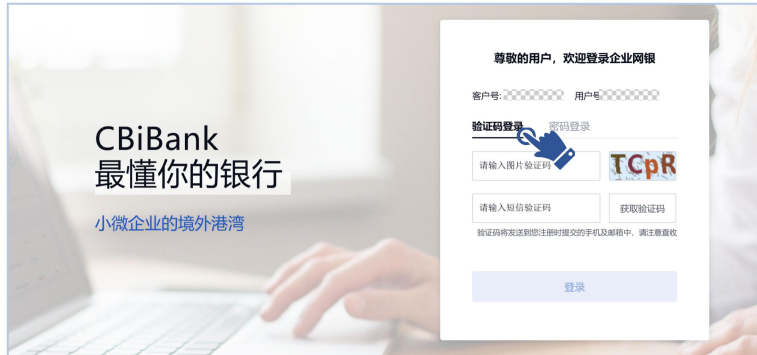 CBiBank
最懂你的银行
小微企业的境外港湾
尊敬的用户，欢迎登录企业网银
客户号: 用户号
验证码登录 密码登录
请输入图片验证码 TCpR
请输入短信验证码 获取验证码
验证码将发送到您注册时提交的手机及邮箱中，请注意查收
登录